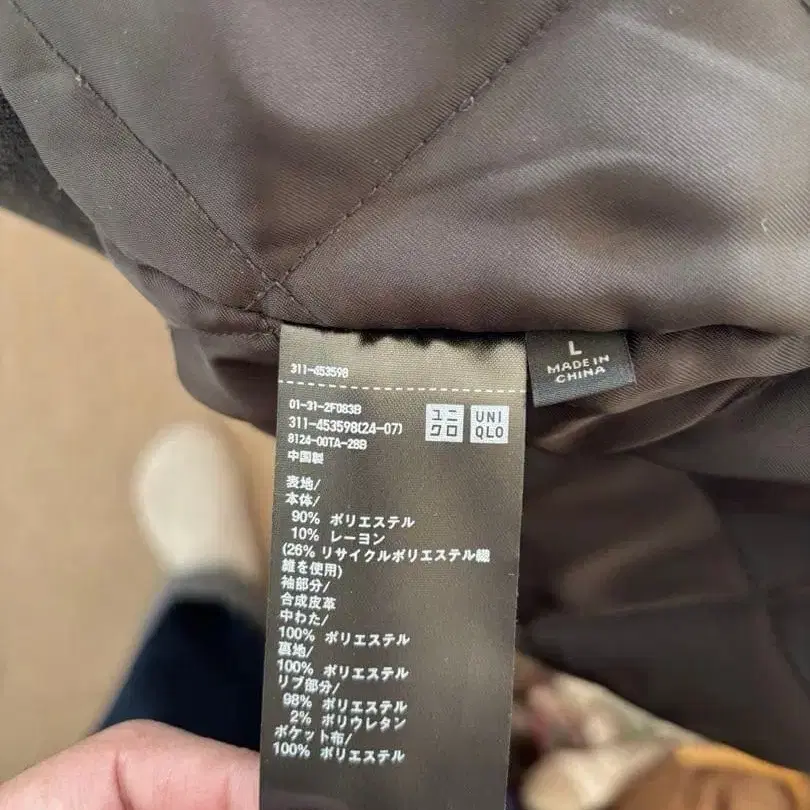 311-453598
01-31-2F083B
311-453598(24-07)
8124-00TA-28B
中国製
ユニ
クロ
UNI
QLO
L
MADE IN
CHINA
表地/
本体/
90% ポリエステル
10% レーヨン
(26% リサイクルポリエステル繊
維を使用)
袖部分/
合成皮革
中わた/
100% ポリエステル
裏地/
100% ポリエステル
リブ部分/
98% ポリエステル
2% ポリウレタン
ポケット布/
100% ポリエステル